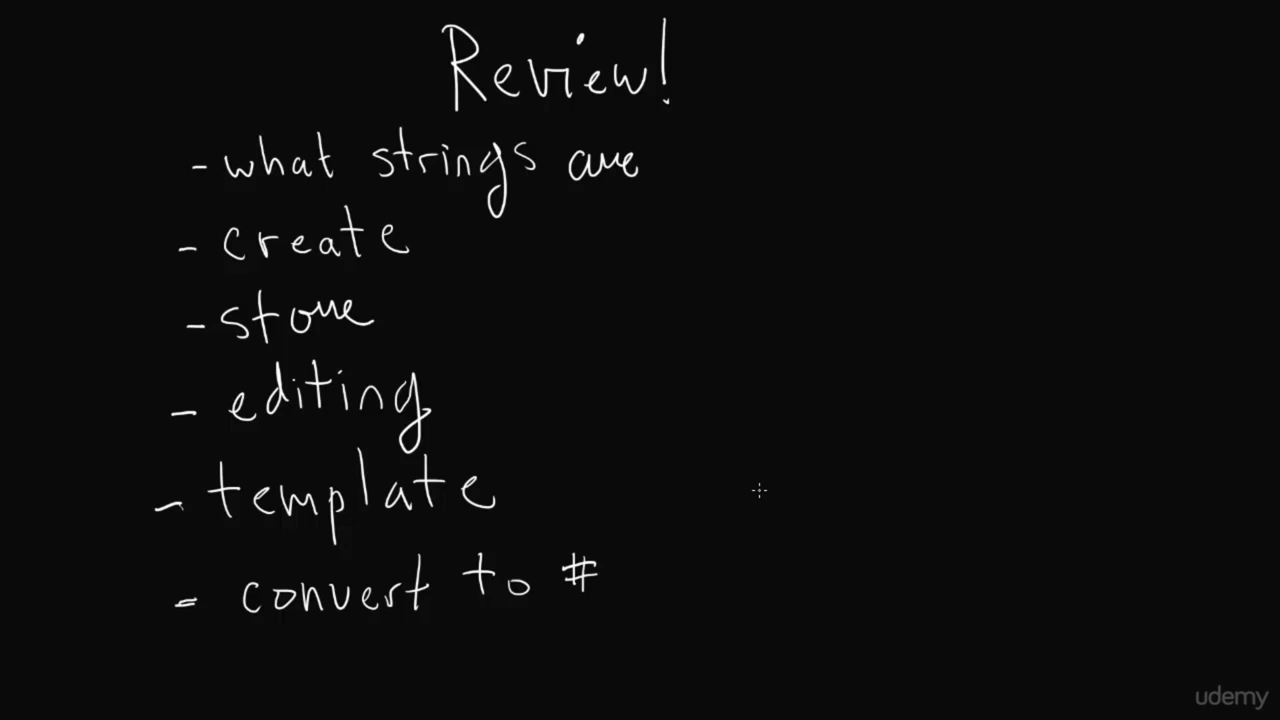 Review!
- what strings are
- create
- store
- editing
- template
- convert to #
udemy